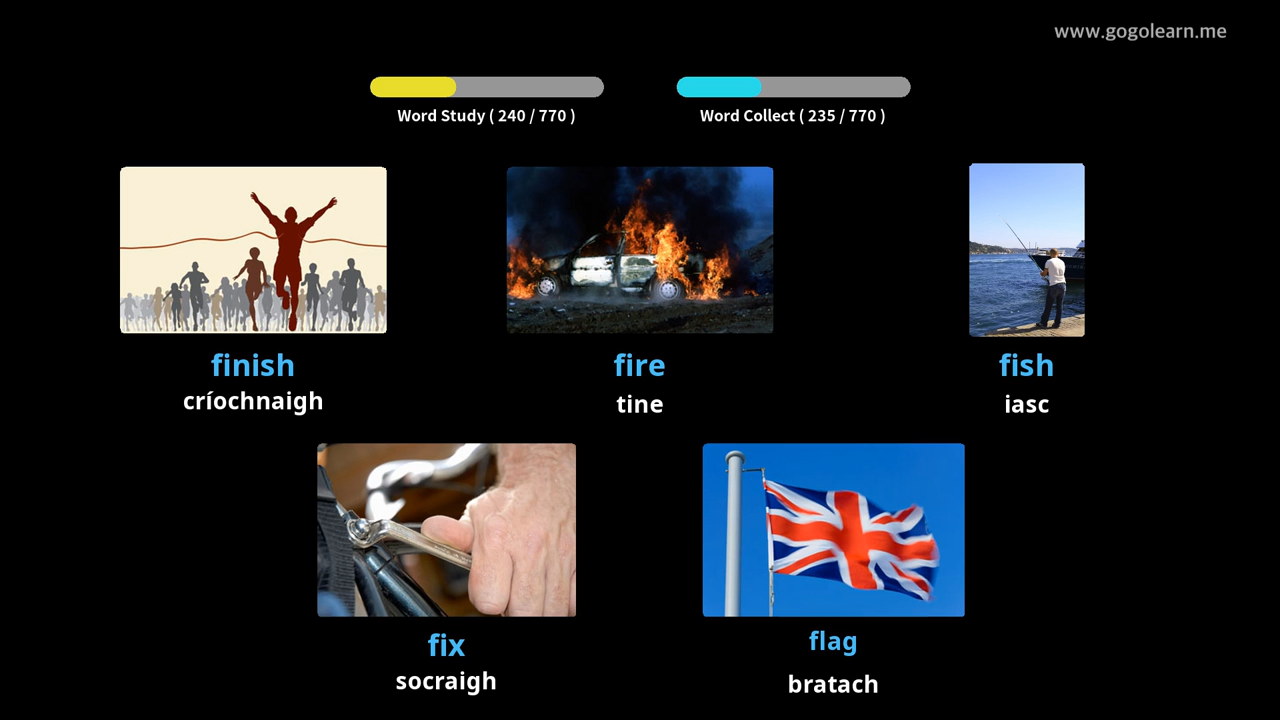 www.gogolearn.me
Word Study ( 240 / 770 )
Word Collect ( 235 / 770 )
finish
críochnaigh
fire
tine
fish
iasc
fix
socraigh
flag
bratach